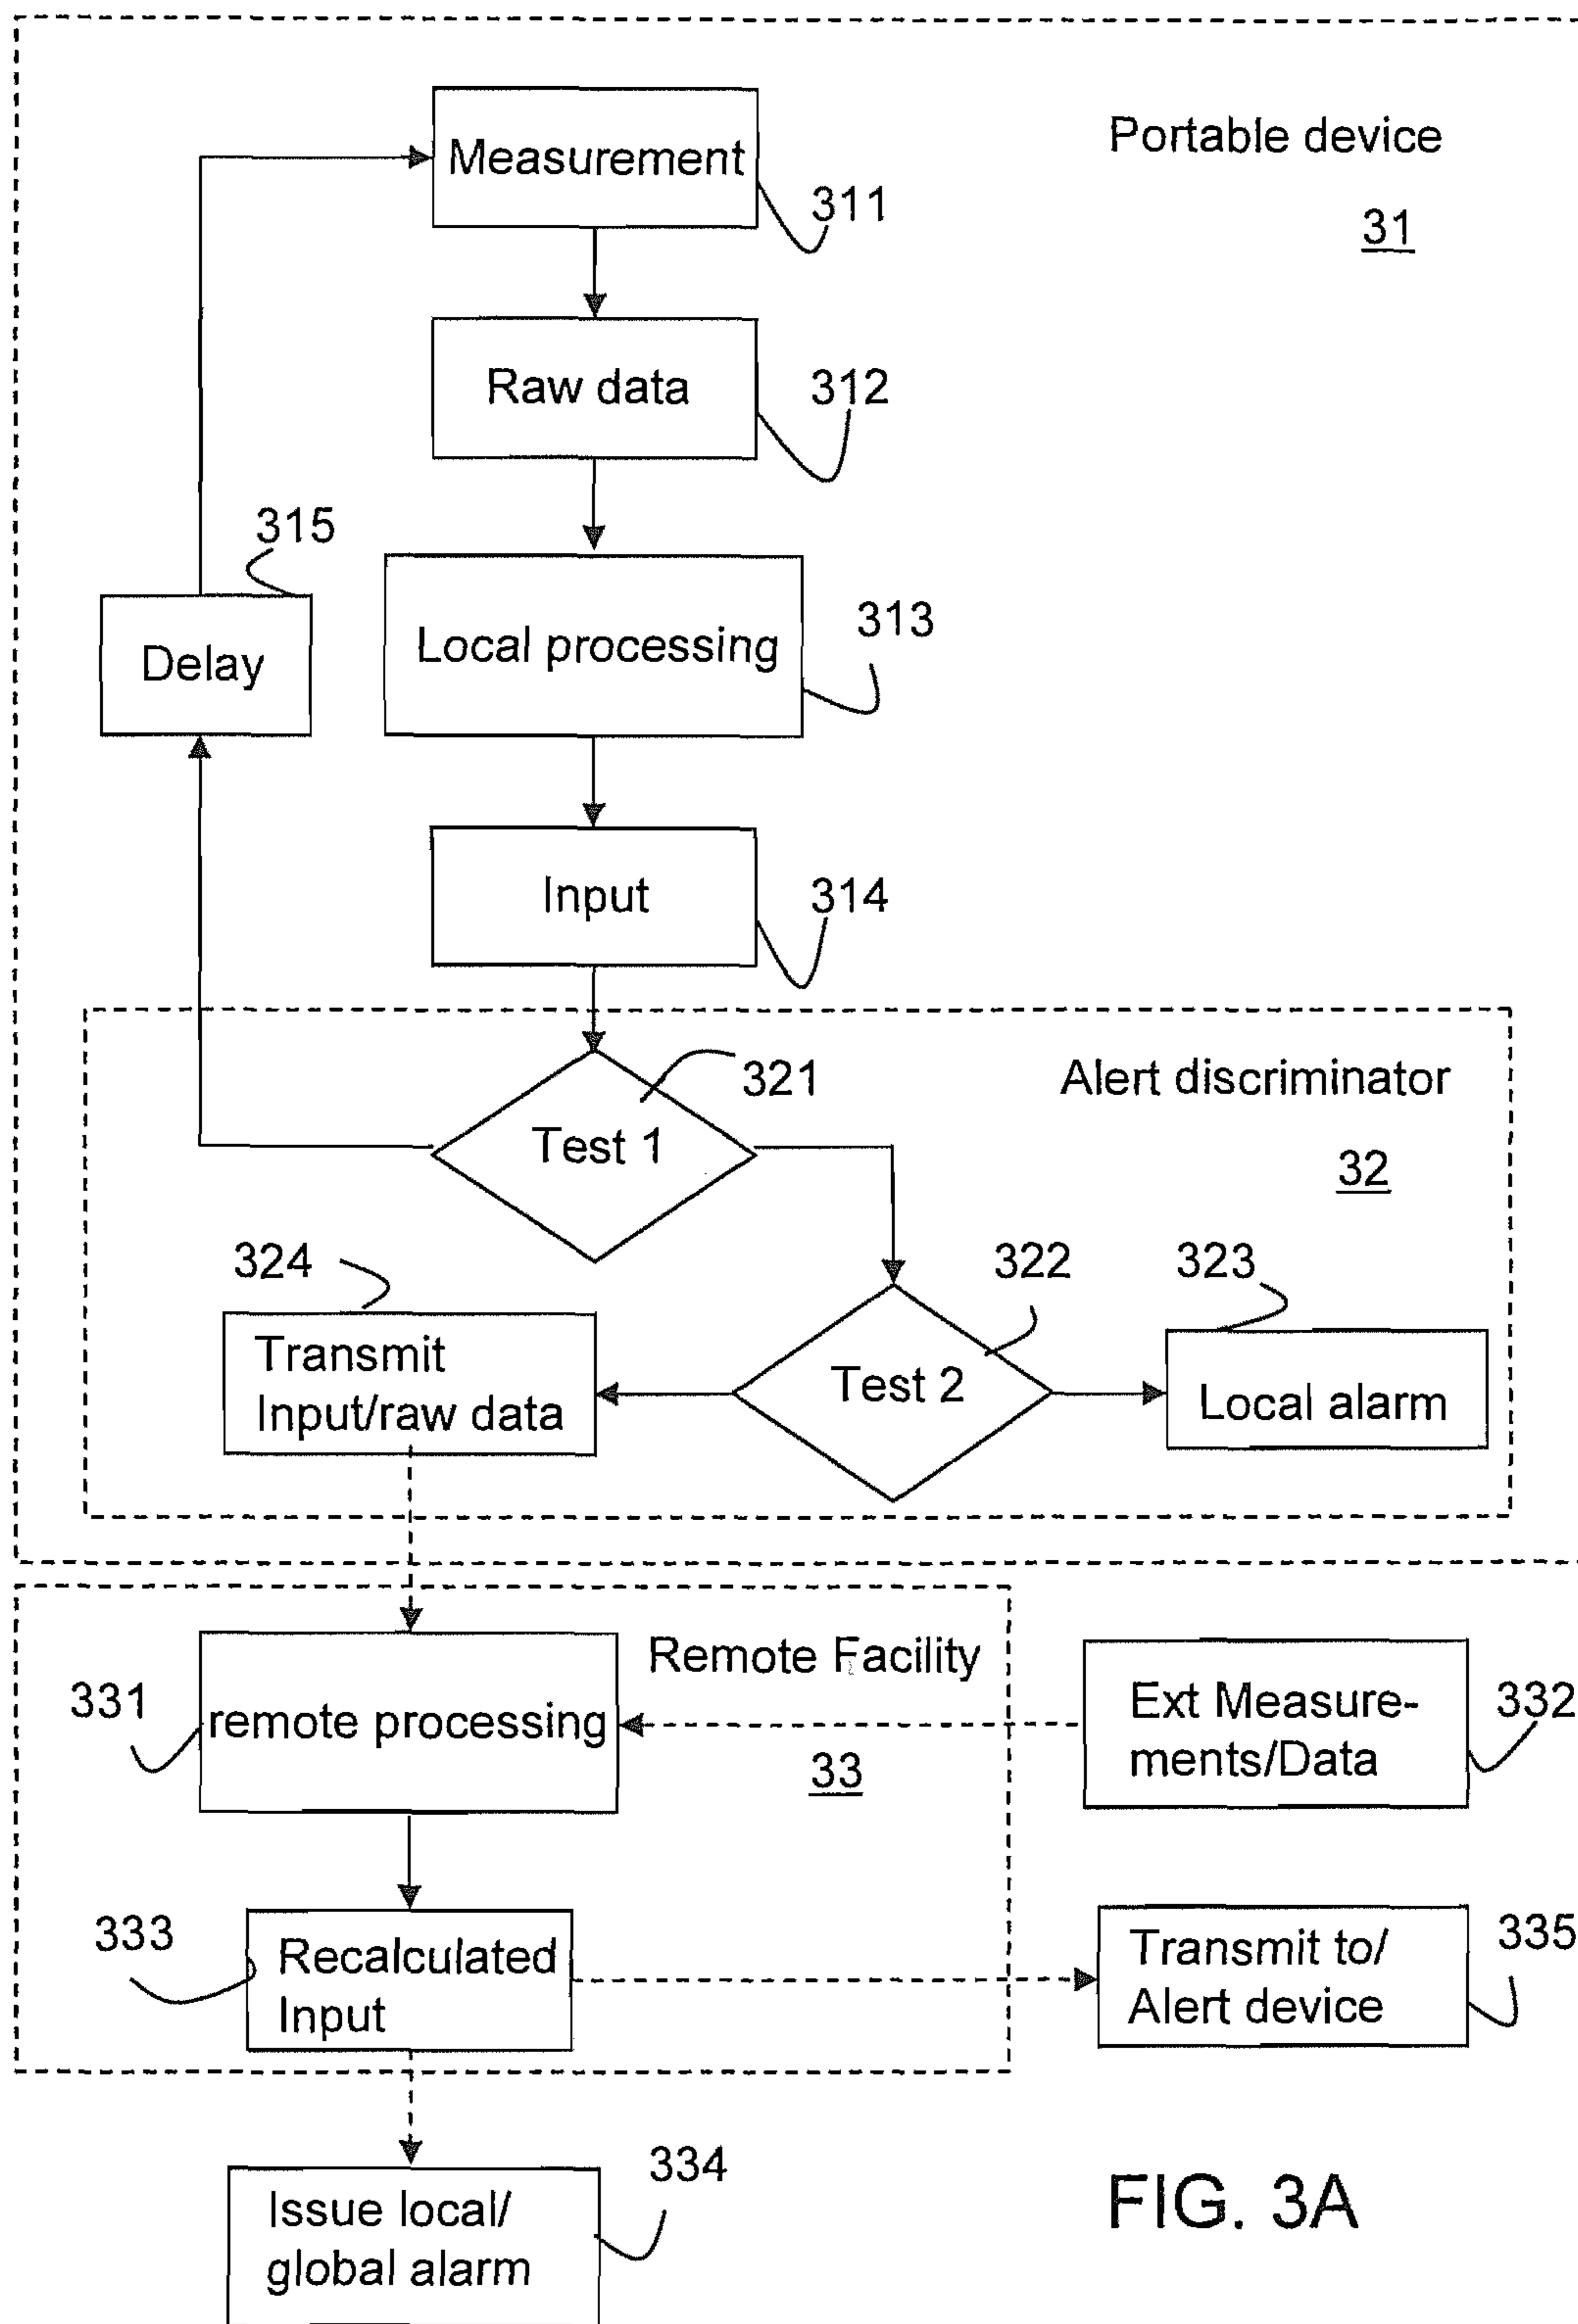 Measurement
311
Portable device
31
Raw data
312
315
Delay
Local processing
313
Input
314
Test 1
321
Alert discriminator
32
324
Transmit
Input/raw data
Test 2
322
323
Local alarm
331
remote processing
Remote Facility
33
Ext Measure-
ments/Data
332
333
Recalculated
Input
Transmit to/
Alert device
335
Issue local/
global alarm
334
FIG. 3A